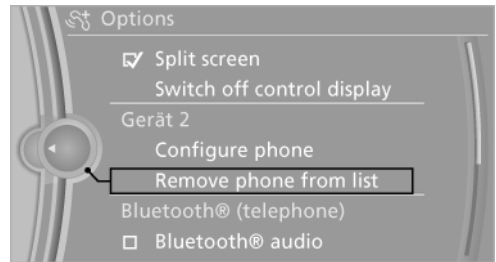 Options
Split screen
Switch off control display
Gerät 2
Configure phone
Remove phone from list
Bluetooth® (telephone)
Bluetooth® audio